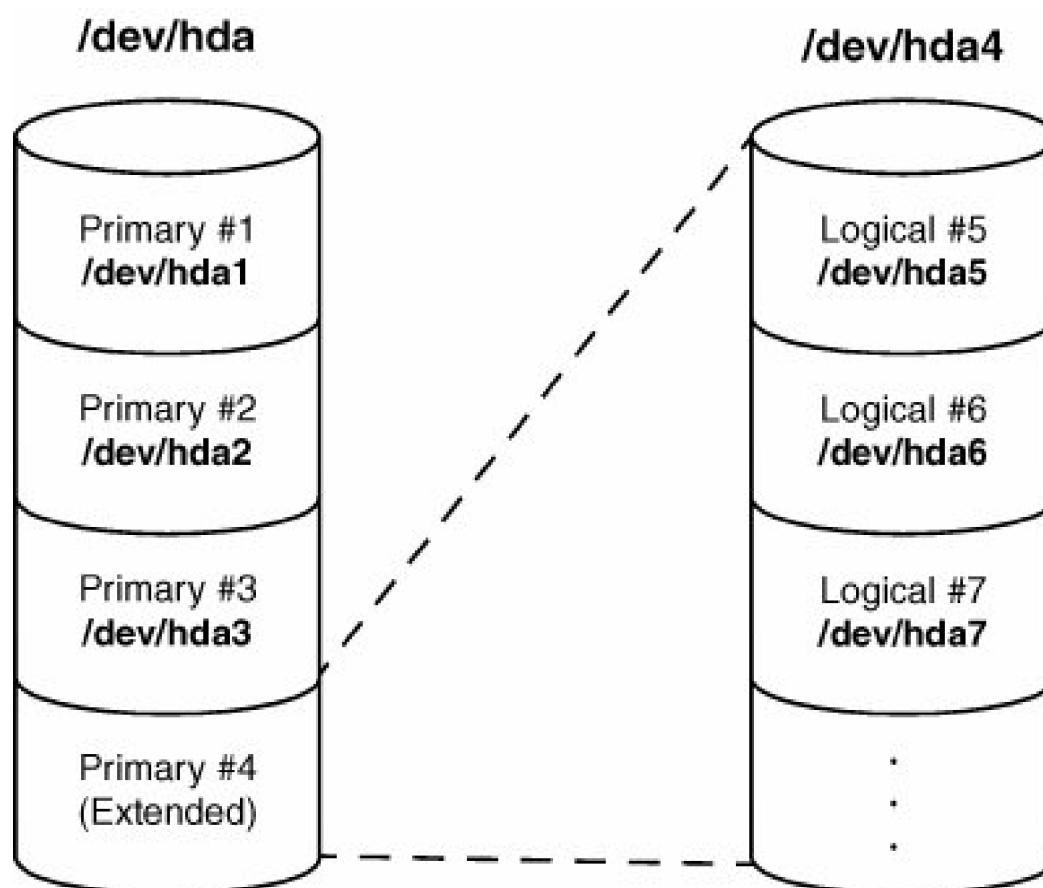 /dev/hda
Primary #1
/dev/hda1
Primary #2
/dev/hda2
Primary #3
/dev/hda3
Primary #4
(Extended)
/dev/hda4
Logical #5
/dev/hda5
Logical #6
/dev/hda6
Logical #7
/dev/hda7